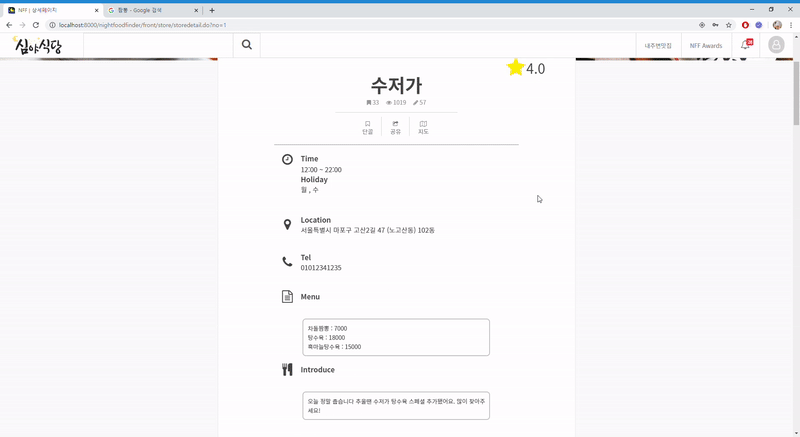 NFF | 상세페이지
짬뽕 - Google 검색
localhost:8000/nightfoodfinder/front/store/storedetail.do?no=1
심야식당
내주변맛집
NFF Awards
4.0
수저가
33 1019 57
단골 공유 지도
Time
12:00 ~ 22:00
Holiday
월 , 수
Location
서울특별시 마포구 고산2길 47 (노고산동) 102동
Tel
01012341235
Menu
차돌짬뽕 : 7000
탕수육 : 18000
흑마늘탕수육 : 15000
Introduce
오늘 정말 춥습니다 추울땐 수저가 탕수육 스페셜 추가됐어요, 많이 찾아주
세요!